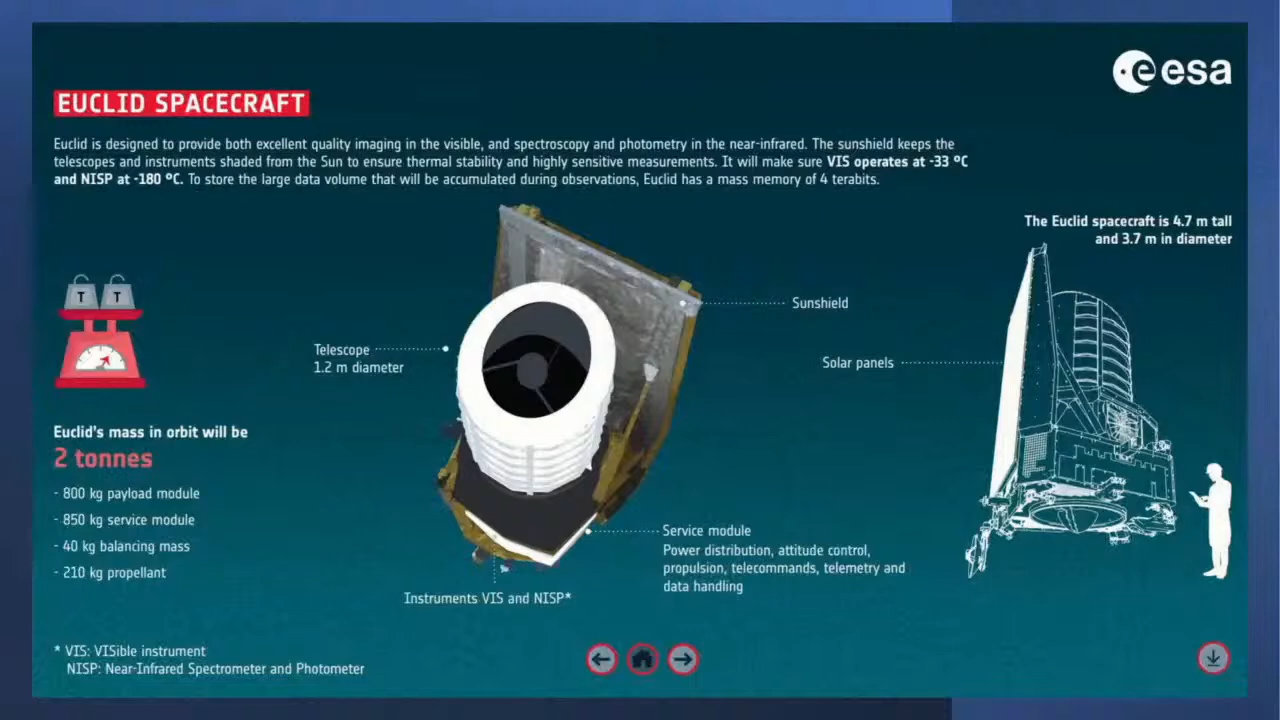 esa
EUCLID SPACECRAFT
Euclid is designed to provide both excellent quality imaging in the visible, and spectroscopy and photometry in the near-infrared. The sunshield keeps the
telescopes and instruments shaded from the Sun to ensure thermal stability and highly sensitive measurements. It will make sure VIS operates at -33 ºC
and NISP at -180 ºC. To store the large data volume that will be accumulated during observations, Euclid has a mass memory of 4 terabits.
The Euclid spacecraft is 4.7 m tall
and 3.7 m in diameter
T T
Sunshield
Telescope
1.2 m diameter
Solar panels
Euclid's mass in orbit will be
2 tonnes
- 800 kg payload module
- 850 kg service module
- 40 kg balancing mass
- 210 kg propellant
Service module
Power distribution, attitude control,
propulsion, telecommands, telemetry and
data handling
Instruments VIS and NISP*
* VIS: VISible instrument
NISP: Near-Infrared Spectrometer and Photometer